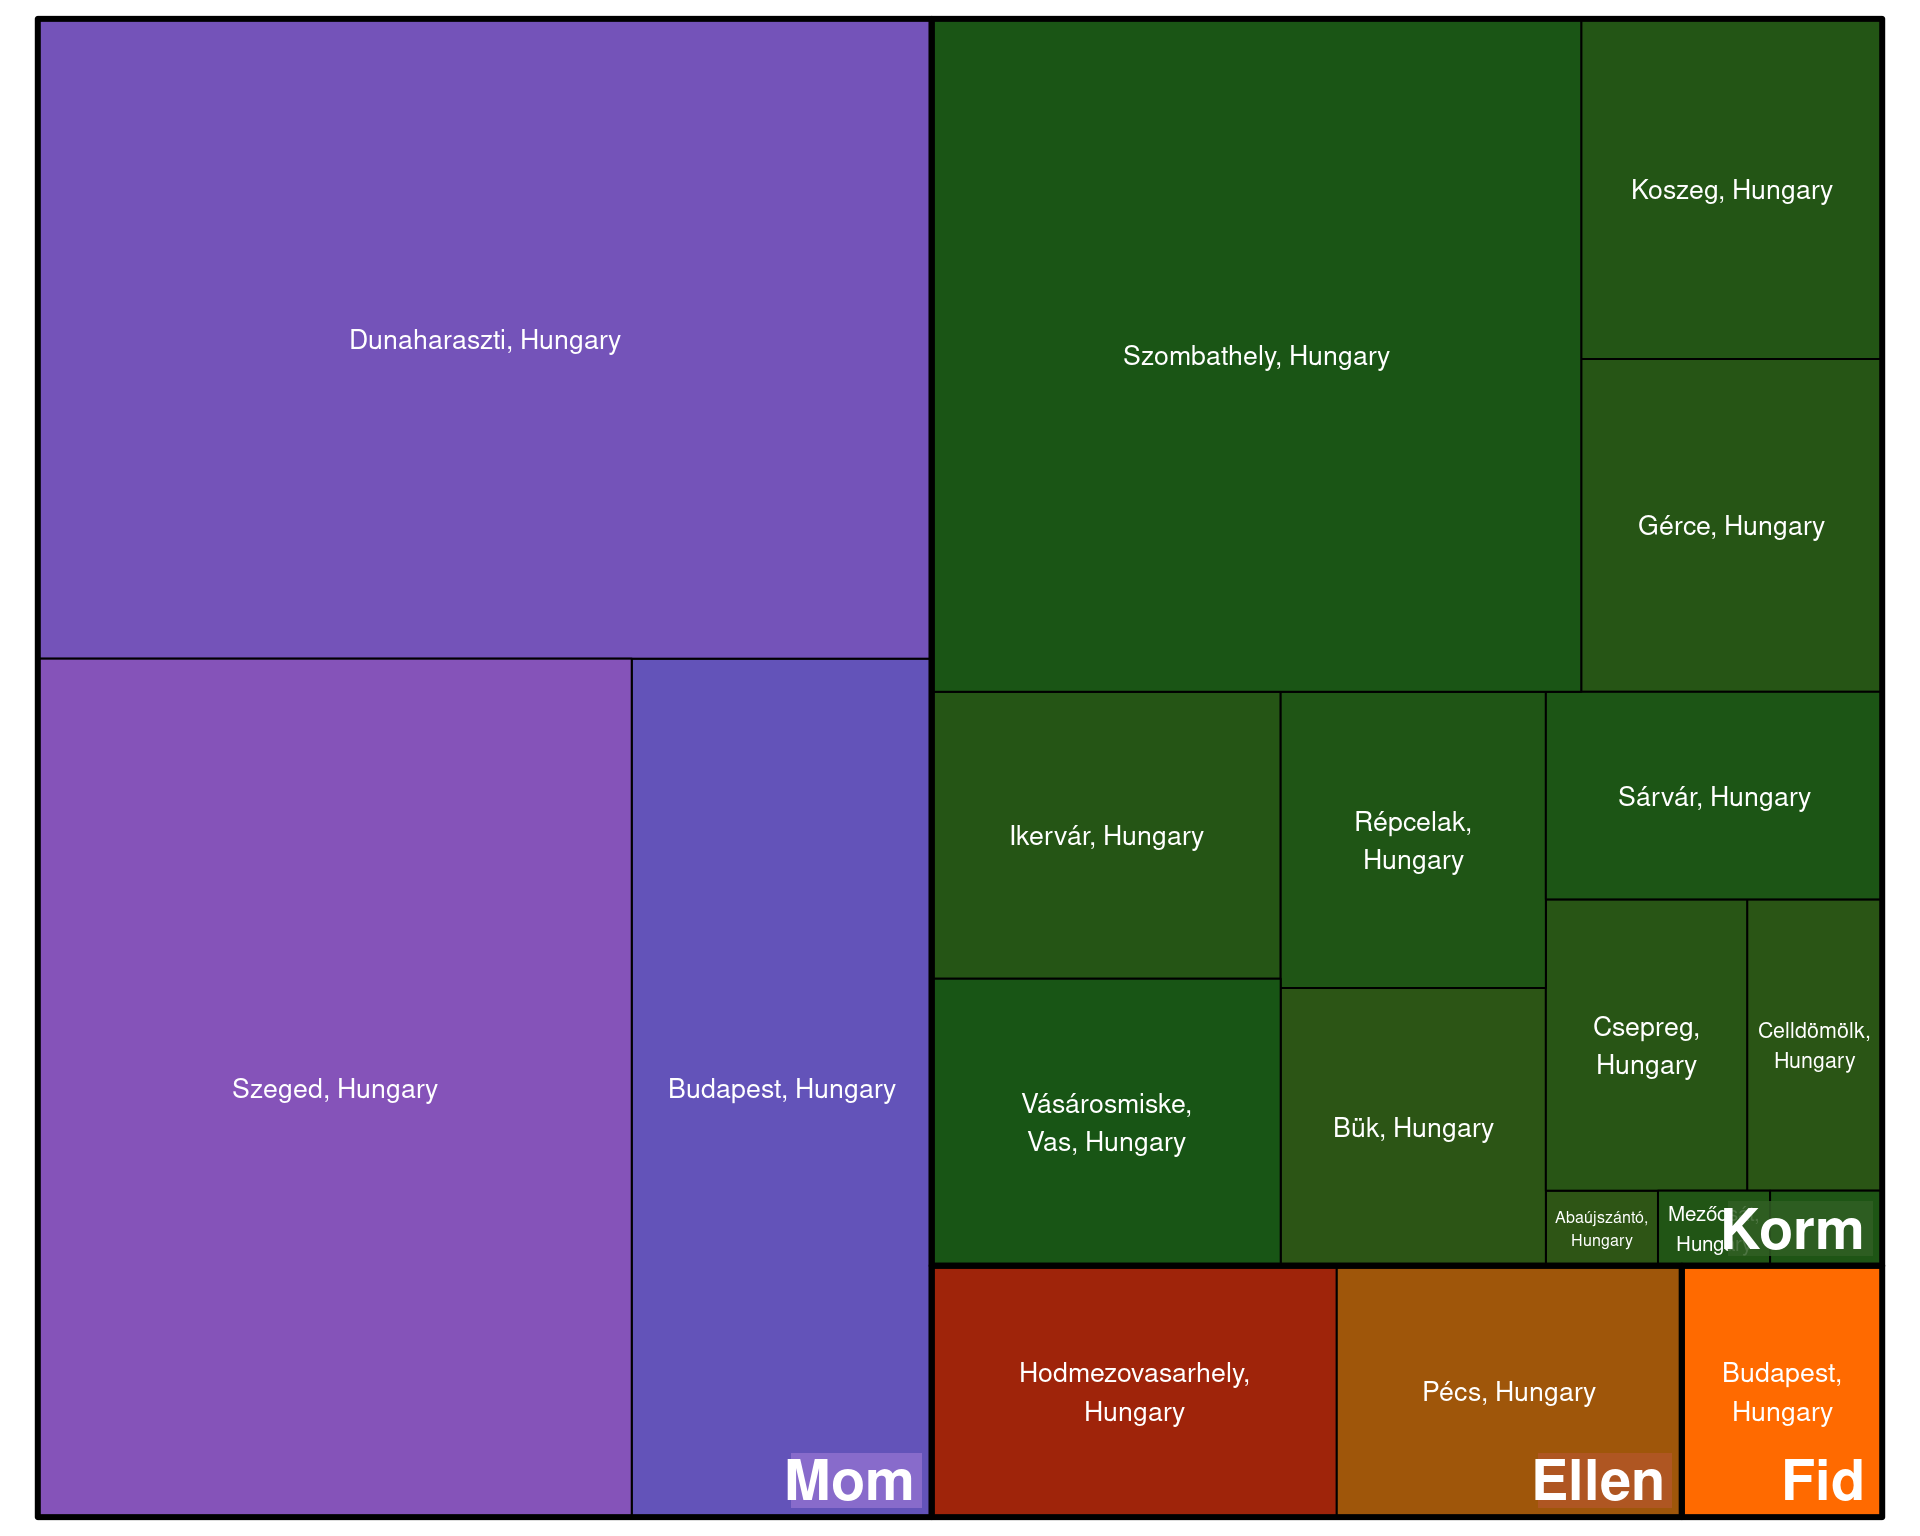 Dunaharaszti, Hungary
Szeged, Hungary
Budapest, Hungary
Mom
Szombathely, Hungary
Koszeg, Hungary
Gérce, Hungary
Ikervár, Hungary
Vásárosmiske,
Vas, Hungary
Répcelak,
Hungary
Bük, Hungary
Sárvár, Hungary
Csepreg,
Hungary
Celldömölk,
Hungary
Abaújszántó,
Hungary
Mezőcsát,
Hungary
Korm
Hodmezovasarhely,
Hungary
Pécs, Hungary
Ellen
Budapest,
Hungary
Fid